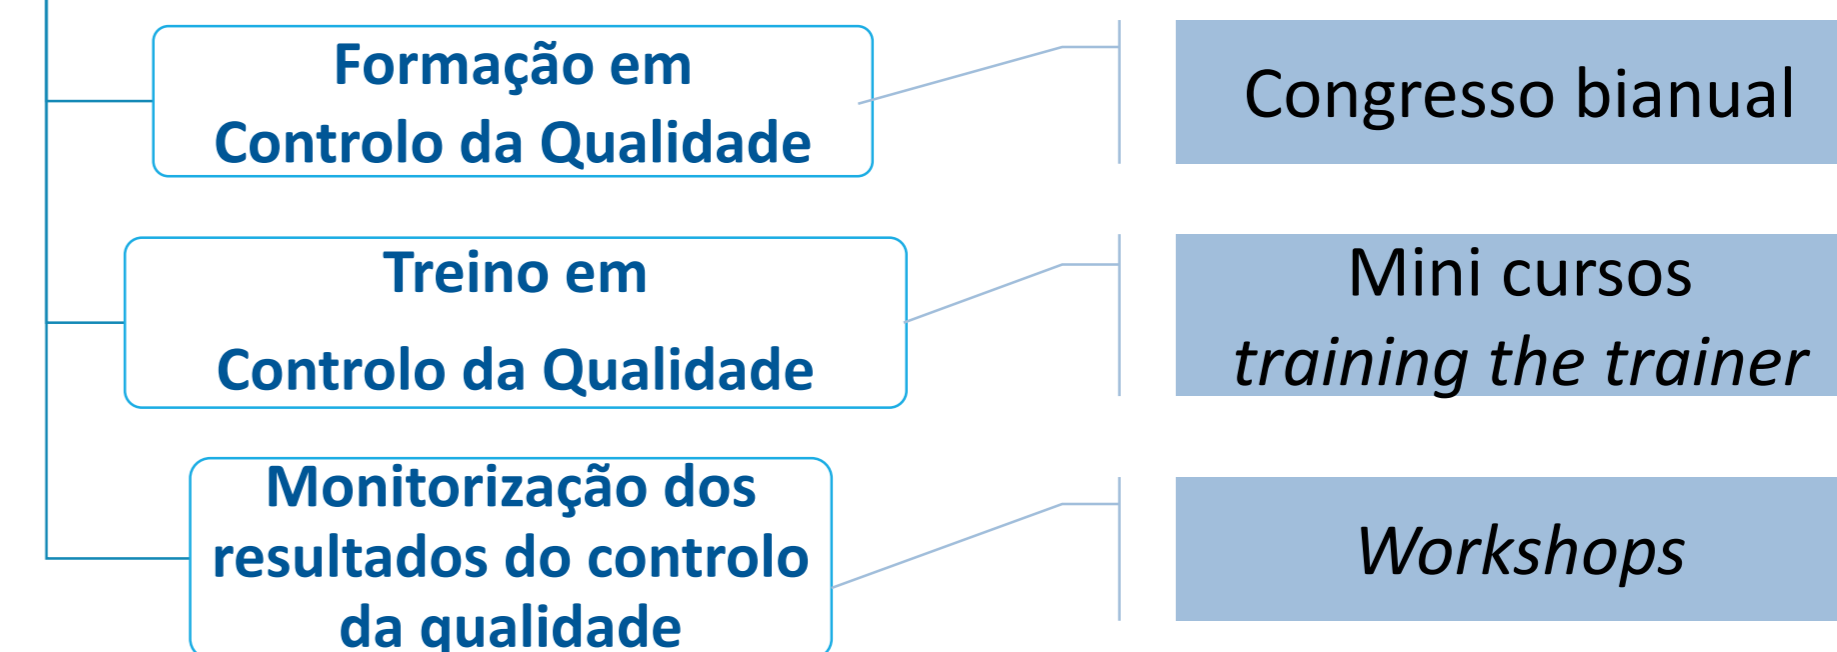 Formação em
Controlo da Qualidade
Congresso bianual
Treino em
Controlo da Qualidade
Mini cursos
training the trainer
Monitorização dos
resultados do controlo
da qualidade
Workshops